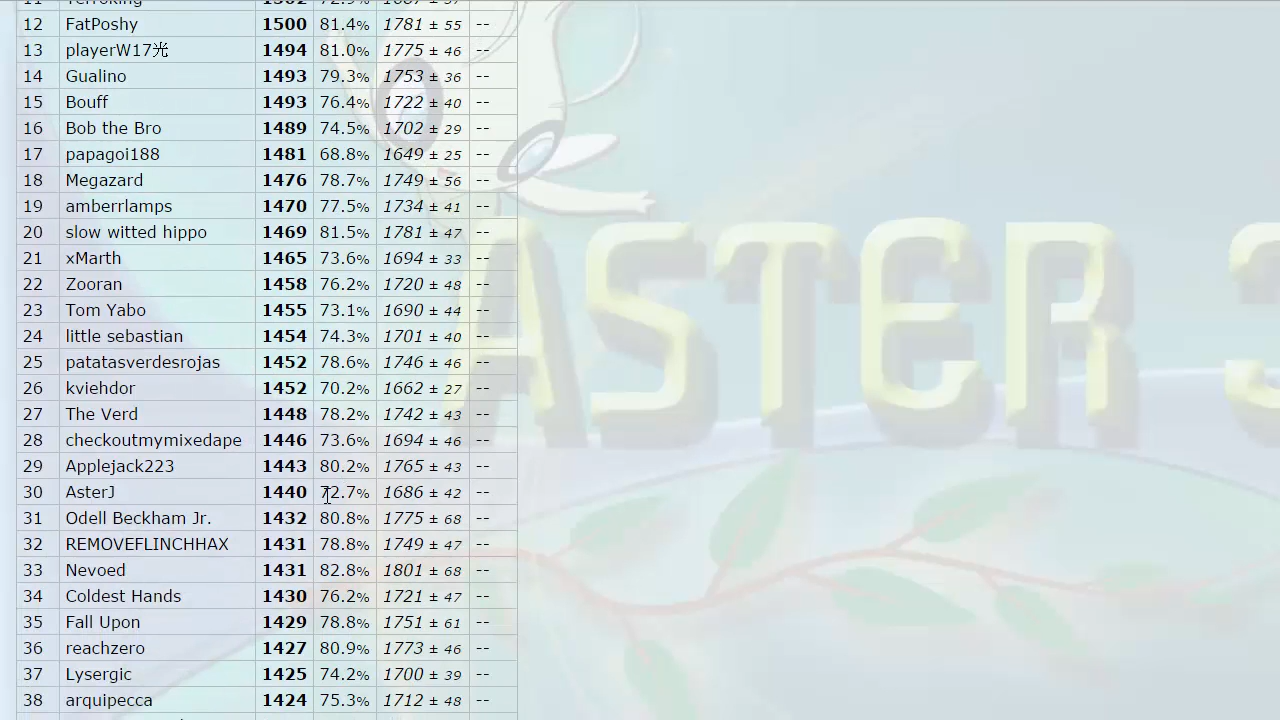 12 FatPoshy 1500 81.4% 1781 ± 55 --
13 playerW17光 1494 81.0% 1775 ± 46 --
14 Gualino 1493 79.3% 1753 ± 36 --
15 Bouff 1493 76.4% 1722 ± 40 --
16 Bob the Bro 1489 74.5% 1702 ± 29 --
17 papagoi188 1481 68.8% 1649 ± 25 --
18 Megazard 1476 78.7% 1749 ± 56 --
19 amberrlamps 1470 77.5% 1734 ± 41 --
20 slow witted hippo 1469 81.5% 1781 ± 47 --
21 xMarth 1465 73.6% 1694 ± 33 --
22 Zooran 1458 76.2% 1720 ± 48 --
23 Tom Yabo 1455 73.1% 1690 ± 44 --
24 little sebastian 1454 74.3% 1701 ± 40 --
25 patatasverdesrojas 1452 78.6% 1746 ± 46 --
26 kviehdor 1452 70.2% 1662 ± 27 --
27 The Verd 1448 78.2% 1742 ± 43 --
28 checkoutmymixedape 1446 73.6% 1694 ± 46 --
29 Applejack223 1443 80.2% 1765 ± 43 --
30 AsterJ 1440 72.7% 1686 ± 42 --
31 Odell Beckham Jr. 1432 80.8% 1775 ± 68 --
32 REMOVEFLINCHHAX 1431 78.8% 1749 ± 47 --
33 Nevoed 1431 82.8% 1801 ± 68 --
34 Coldest Hands 1430 76.2% 1721 ± 47 --
35 Fall Upon 1429 78.8% 1751 ± 61 --
36 reachzero 1427 80.9% 1773 ± 46 --
37 Lysergic 1425 74.2% 1700 ± 39 --
38 arquipecca 1424 75.3% 1712 ± 48 --
ASTER